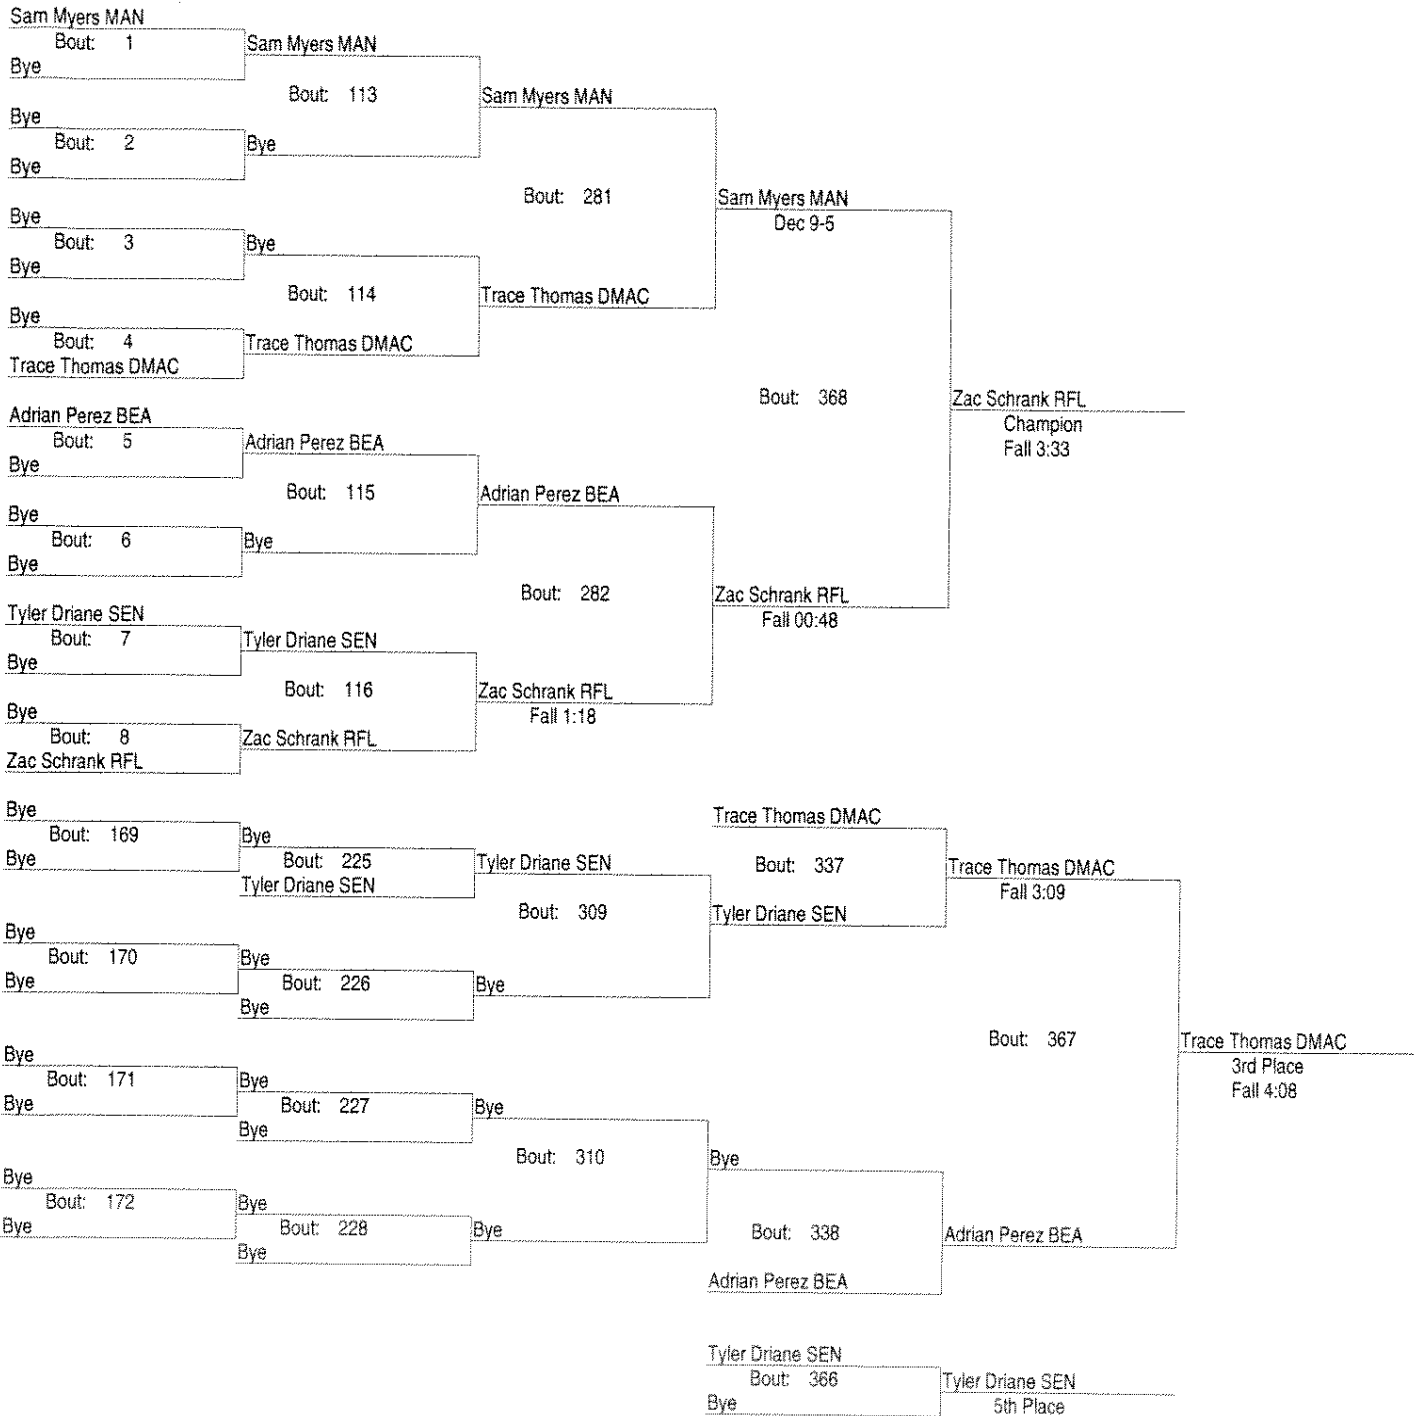 Sam Myers MAN
Bout: 1
Bye
Sam Myers MAN
Bout: 113
Bye
Bout: 2
Bye
Bye
Sam Myers MAN
Bout: 281
Bye
Bout: 3
Bye
Bye
Bout: 114
Bye
Bout: 4
Trace Thomas DMAC
Trace Thomas DMAC
Trace Thomas DMAC
Sam Myers MAN
Dec 9-5
Bout: 368
Adrian Perez BEA
Bout: 5
Bye
Adrian Perez BEA
Bout: 115
Bye
Bout: 6
Bye
Bye
Adrian Perez BEA
Bout: 282
Tyler Driane SEN
Bout: 7
Bye
Tyler Driane SEN
Bout: 116
Bye
Bout: 8
Zac Schrank RFL
Zac Schrank RFL
Zac Schrank RFL
Fall 1:18
Zac Schrank RFL
Fall 00:48
Zac Schrank RFL
Champion
Fall 3:33
Bye
Bout: 169
Bye
Bye
Bout: 225
Tyler Driane SEN
Tyler Driane SEN
Bout: 309
Bye
Bout: 170
Bye
Bye
Bout: 226
Bye
Bye
Trace Thomas DMAC
Bout: 337
Tyler Driane SEN
Trace Thomas DMAC
Fall 3:09
Bout: 367
Bye
Bout: 171
Bye
Bye
Bout: 227
Bye
Bye
Bout: 310
Bye
Bout: 172
Bye
Bye
Bout: 228
Bye
Bye
Bye
Bout: 338
Adrian Perez BEA
Adrian Perez BEA
Trace Thomas DMAC
3rd Place
Fall 4:08
Tyler Driane SEN
Bout: 366
Bye
Tyler Driane SEN
5th Place